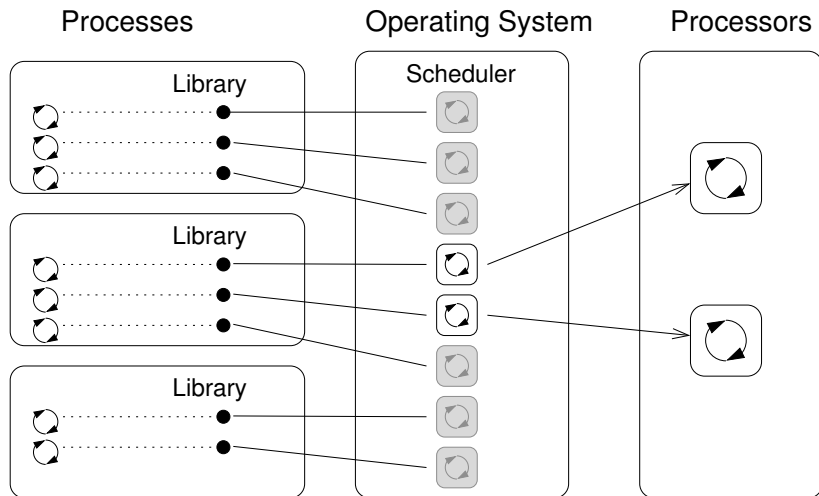 Processes
Operating System
Processors
Scheduler
Library
Library
Library